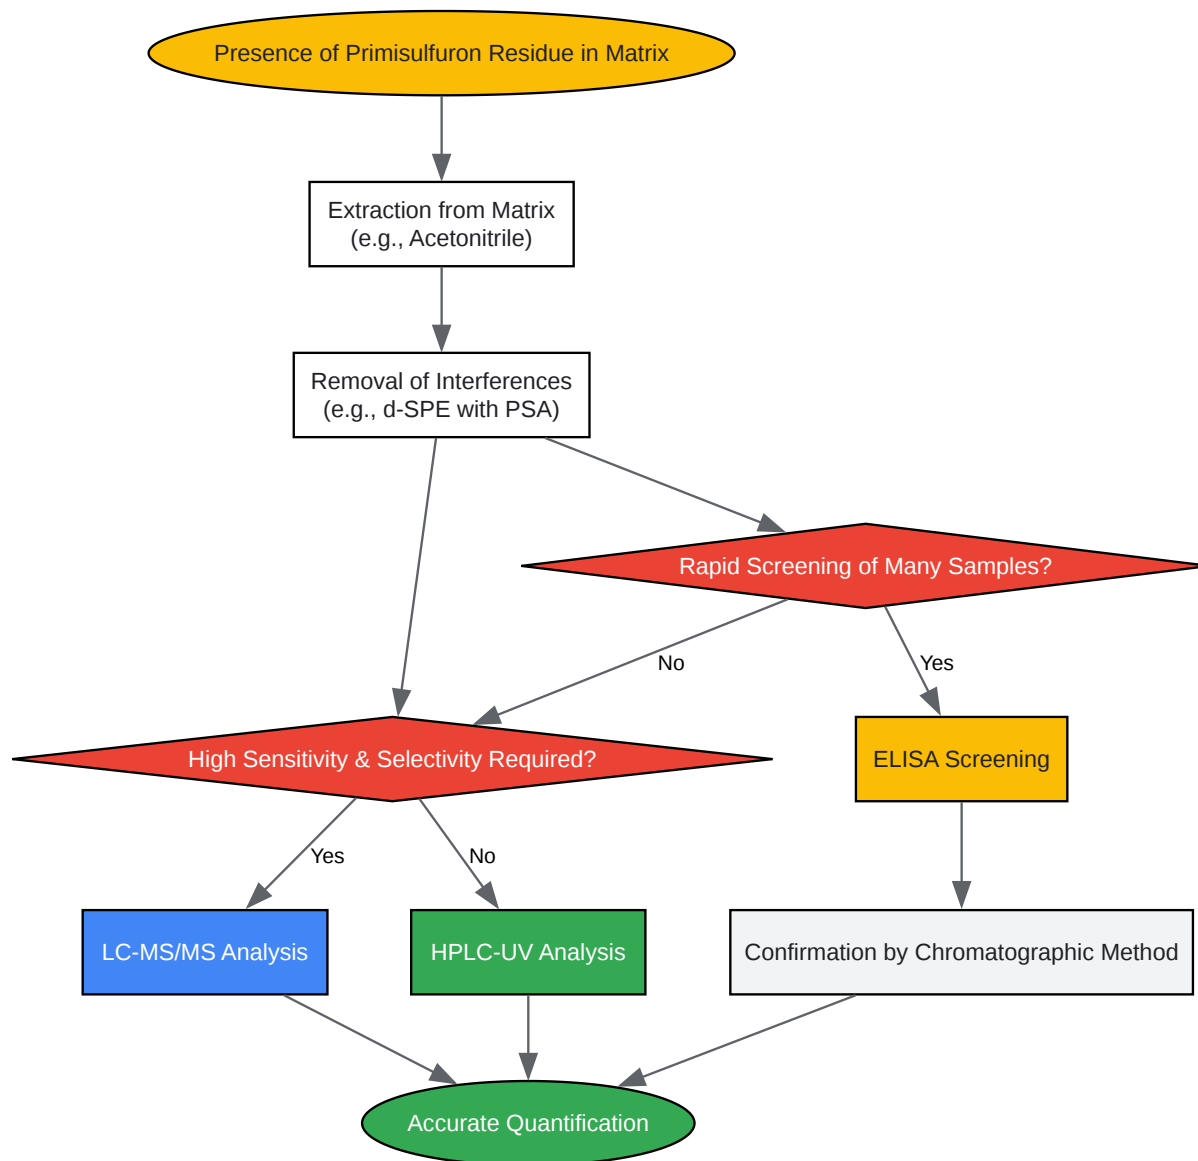 Presence of Primisulfuron Residue in Matrix
Extraction from Matrix
(e.g., Acetonitrile)
Removal of Interferences
(e.g., d-SPE with PSA)
Rapid Screening of Many Samples?
No
Yes
High Sensitivity & Selectivity Required?
ELISA Screening
Yes
No
LC-MS/MS Analysis
HPLC-UV Analysis
Confirmation by Chromatographic Method
Accurate Quantification